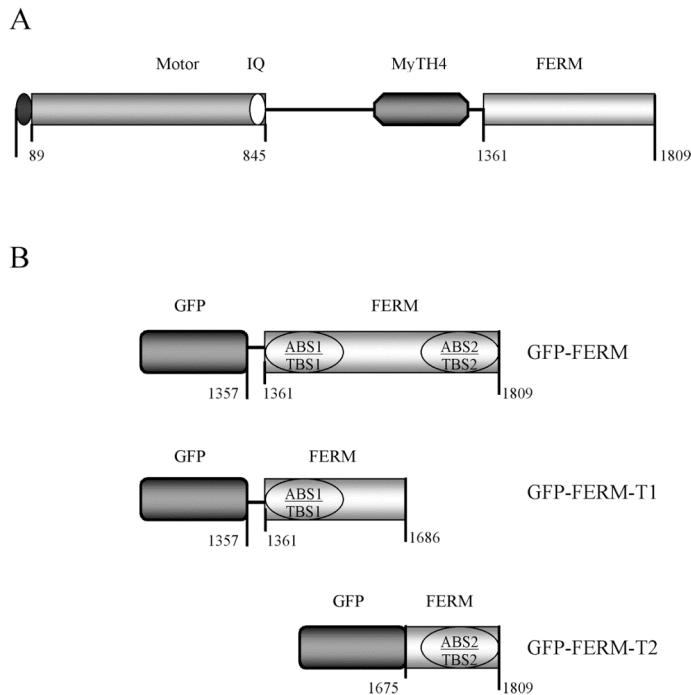 A
Motor IQ MyTH4 FERM
89 845 1361 1809
B
GFP FERM
ABS1 ABS2
TBS1 TBS2
GFP-FERM
1357 1361 1809
GFP FERM
ABS1
TBS1
GFP-FERM-T1
1357 1361 1686
GFP FERM
ABS2
TBS2
GFP-FERM-T2
1675 1809